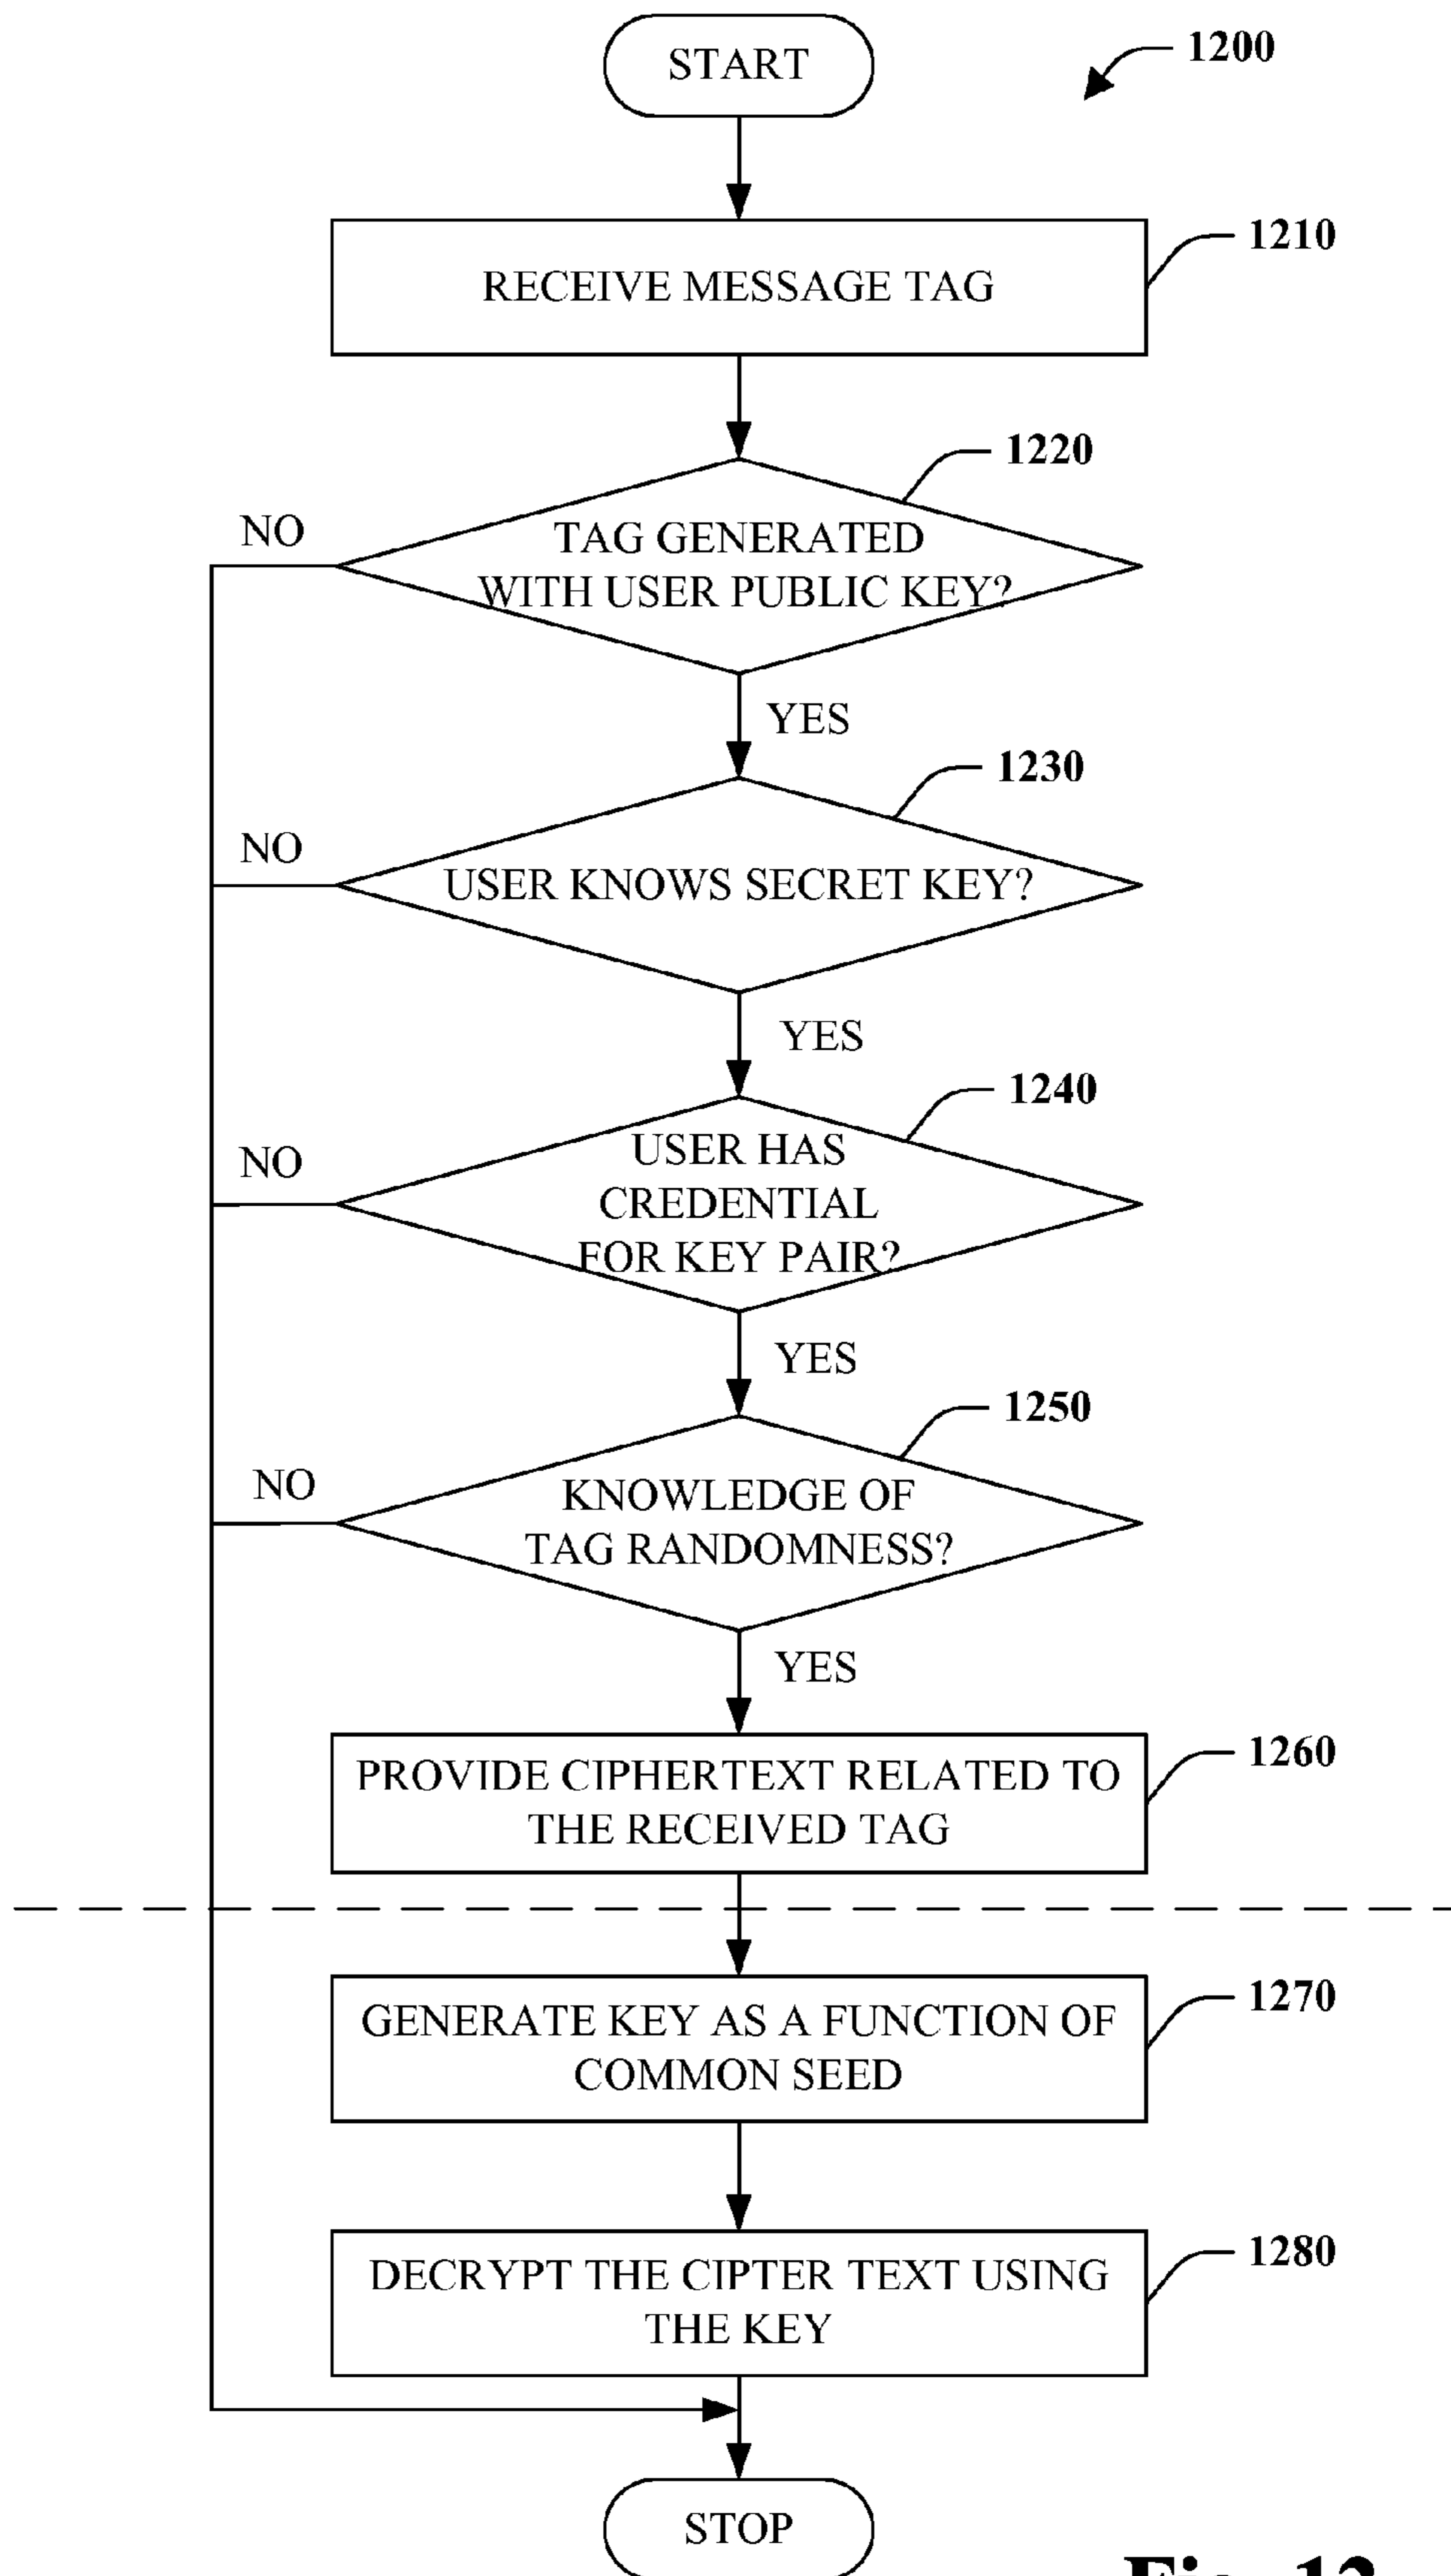 START
1200
RECEIVE MESSAGE TAG
1210
1220
TAG GENERATED
WITH USER PUBLIC KEY?
NO
YES
1230
USER KNOWS SECRET KEY?
NO
YES
1240
USER HAS
CREDENTIAL
FOR KEY PAIR?
NO
YES
1250
KNOWLEDGE OF
TAG RANDOMNESS?
NO
YES
PROVIDE CIPHERTEXT RELATED TO
THE RECEIVED TAG
1260
GENERATE KEY AS A FUNCTION OF
COMMON SEED
1270
DECRYPT THE CIPTER TEXT USING
THE KEY
1280
STOP
Fig. 12